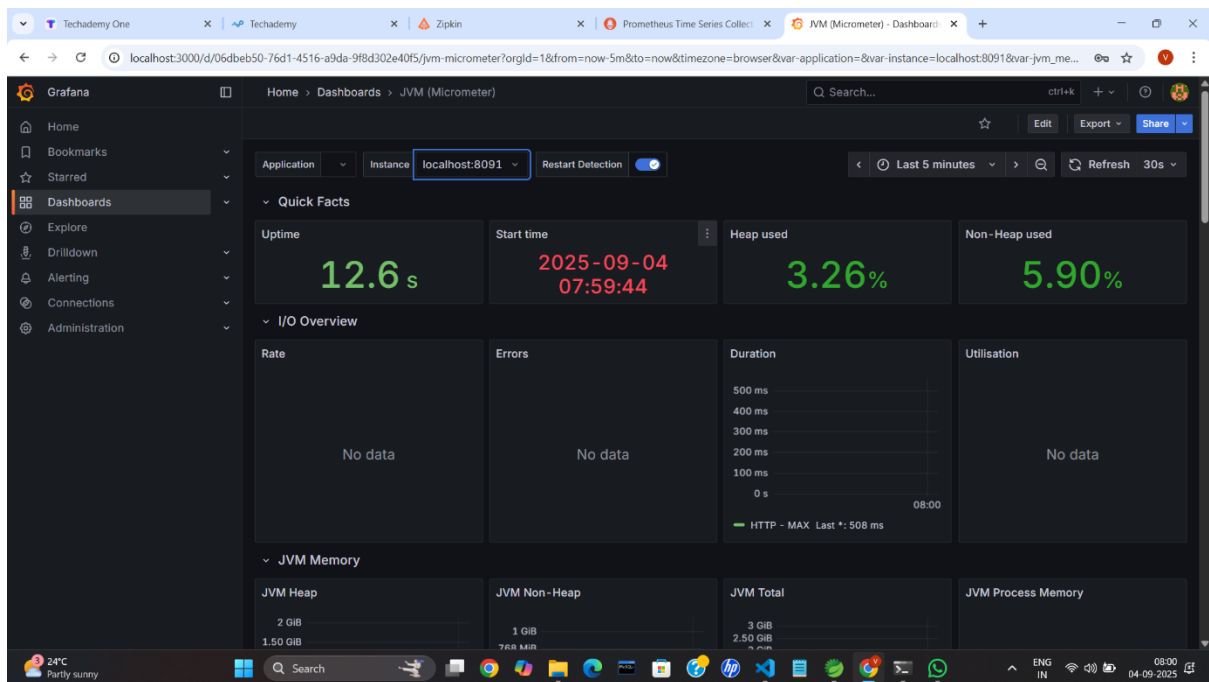 Techademy One
Techademy
Zipkin
Prometheus Time Series Collect
JVM (Micrometer) - Dashboard
localhost:3000/d/06dbeb50-76d1-4516-a9da-9f8d302e40f5/jvm-micrometer?orgId=1&from=now-5m&to=now&timezone=browser&var-application=&var-instance=localhost:8091&var-jvm_me...
V
Grafana
Home > Dashboards > JVM (Micrometer)
Search...
ctrl+k
Home
Bookmarks
Starred
Dashboards
Explore
Drilldown
Alerting
Connections
Administration
Edit
Export
Share
Application
Instance
localhost:8091
Restart Detection
Last 5 minutes
Refresh
30s
Quick Facts
Uptime
12.6 s
Start time
2025-09-04
07:59:44
Heap used
3.26%
Non-Heap used
5.90%
I/O Overview
Rate
No data
Errors
No data
Duration
500 ms
400 ms
300 ms
200 ms
100 ms
0 s
08:00
HTTP - MAX Last *: 508 ms
Utilisation
No data
JVM Memory
JVM Heap
2 GiB
1.50 GiB
JVM Non-Heap
1 GiB
768 MiB
JVM Total
3 GiB
2.50 GiB
2 GiB
JVM Process Memory
3
24°C
Partly sunny
Search
ENG
IN
08:00
04-09-2025